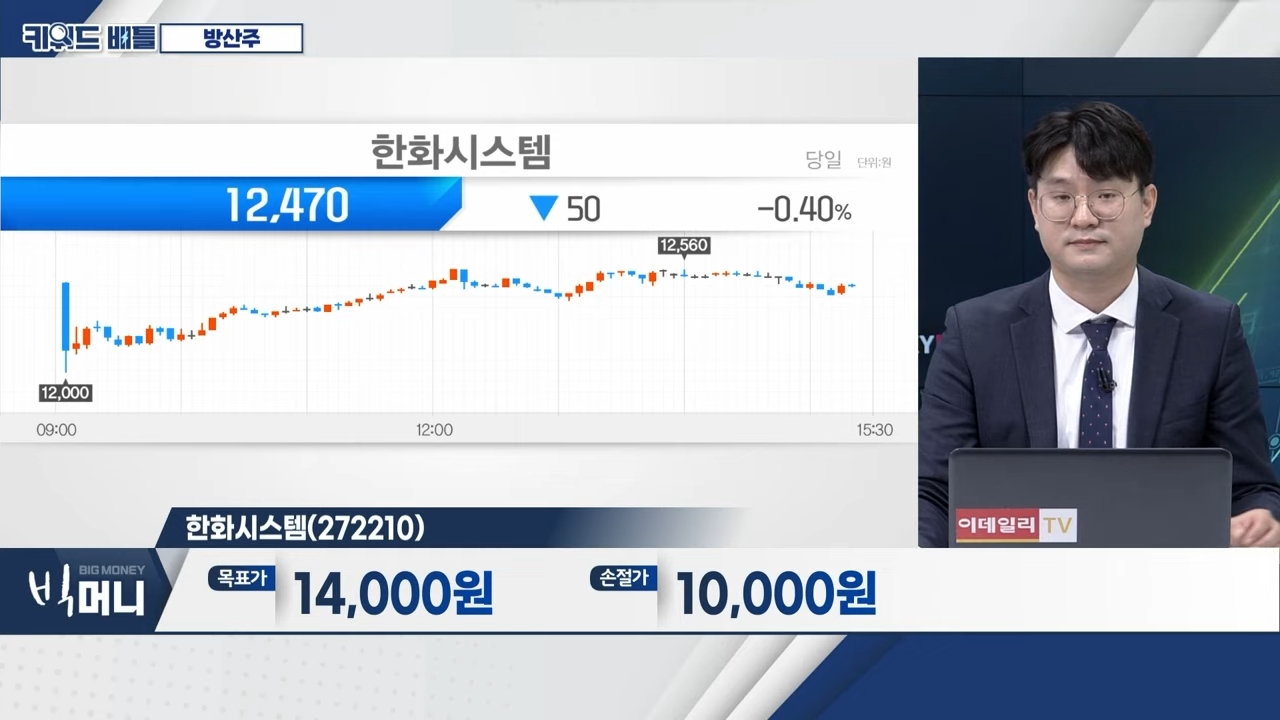 키워드 배틀 방산주
한화시스템
당일 단위:원
12,470 ▼50 -0.40%
12,560
12,000
09:00 12:00 15:30
Y
이데일리 TV
한화시스템(272210)
BIG MONEY
빅머니
목표가 14,000원 손절가 10,000원